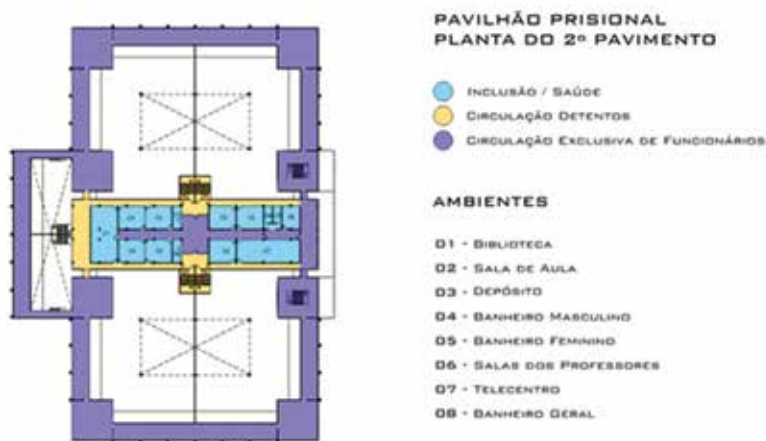 PAVILHÃO PRISIONAL
PLANTA DO 2º PAVIMENTO
INCLUSÃO / SAÚDE
CIRCULAÇÃO DETENTOS
CIRCULAÇÃO EXCLUSIVA DE FUNCIONÁRIOS
AMBIENTES
01 - BIBLIOTECA
02 - SALA DE AULA
03 - DEPÓSITO
04 - BANHEIRO MASCULINO
05 - BANHEIRO FEMININO
06 - SALAS DOS PROFESSORES
07 - TELECENTRO
08 - BANHEIRO GERAL